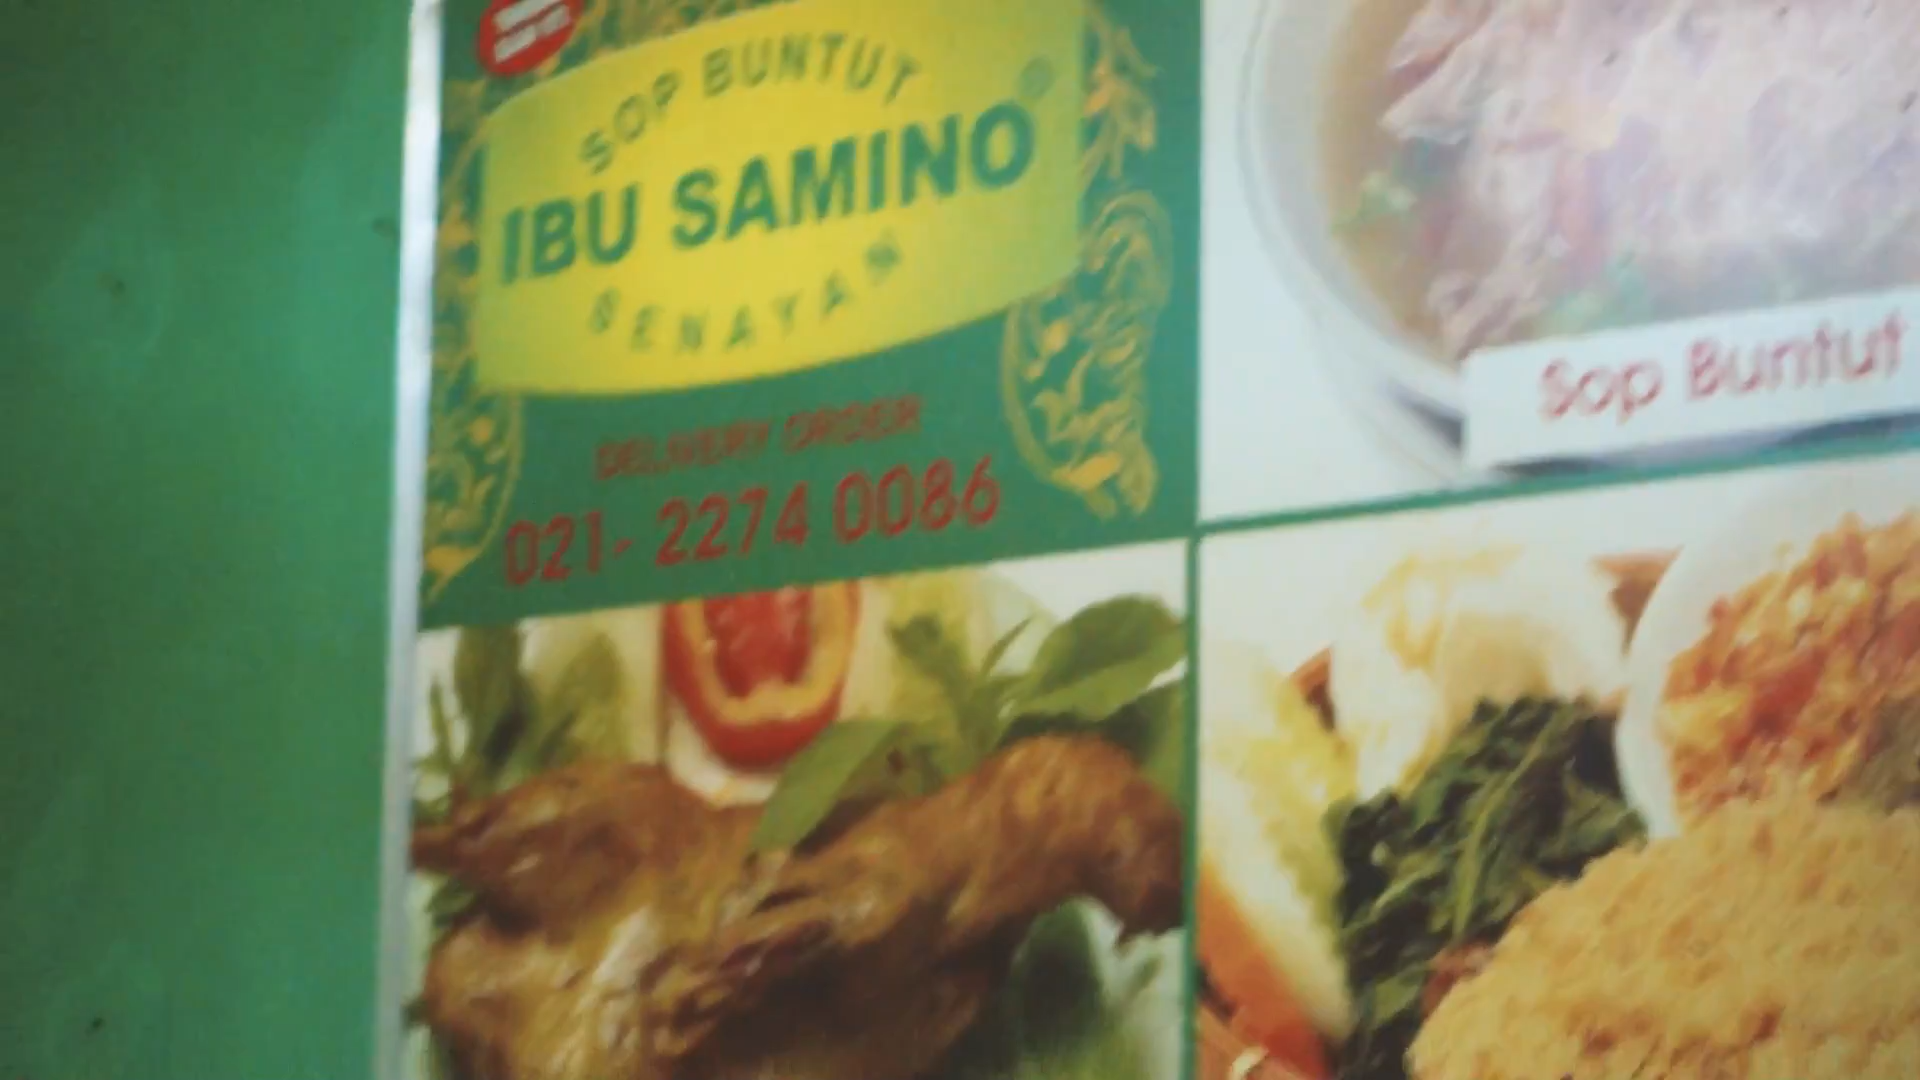 SOP BUNTUT
IBU SAMINO
SENAYAN
DELIVERY ORDER
021- 2274 0086
Sop Buntut